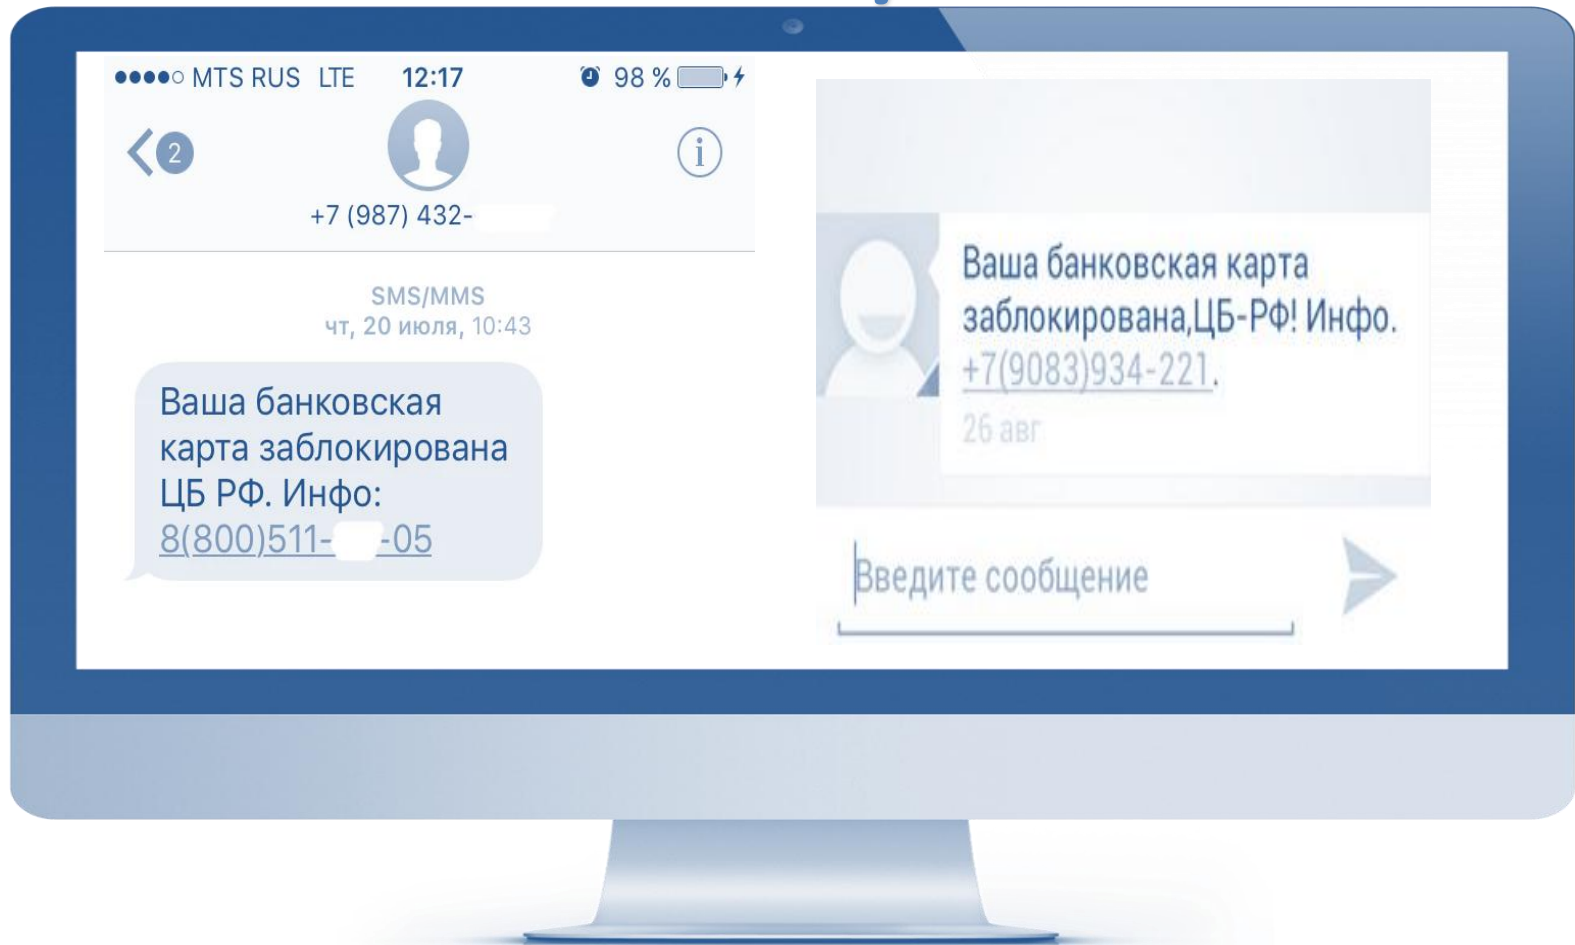 MTS RUS LTE 12:17 98 %
2
+7 (987) 432-
SMS/MMS
чт, 20 июля, 10:43
Ваша банковская
карта заблокирована
ЦБ РФ. Инфо:
8(800)511- -05
Ваша банковская карта
заблокирована,ЦБ-РФ! Инфо.
+7(9083)934-221.
26 авг
Введите сообщение